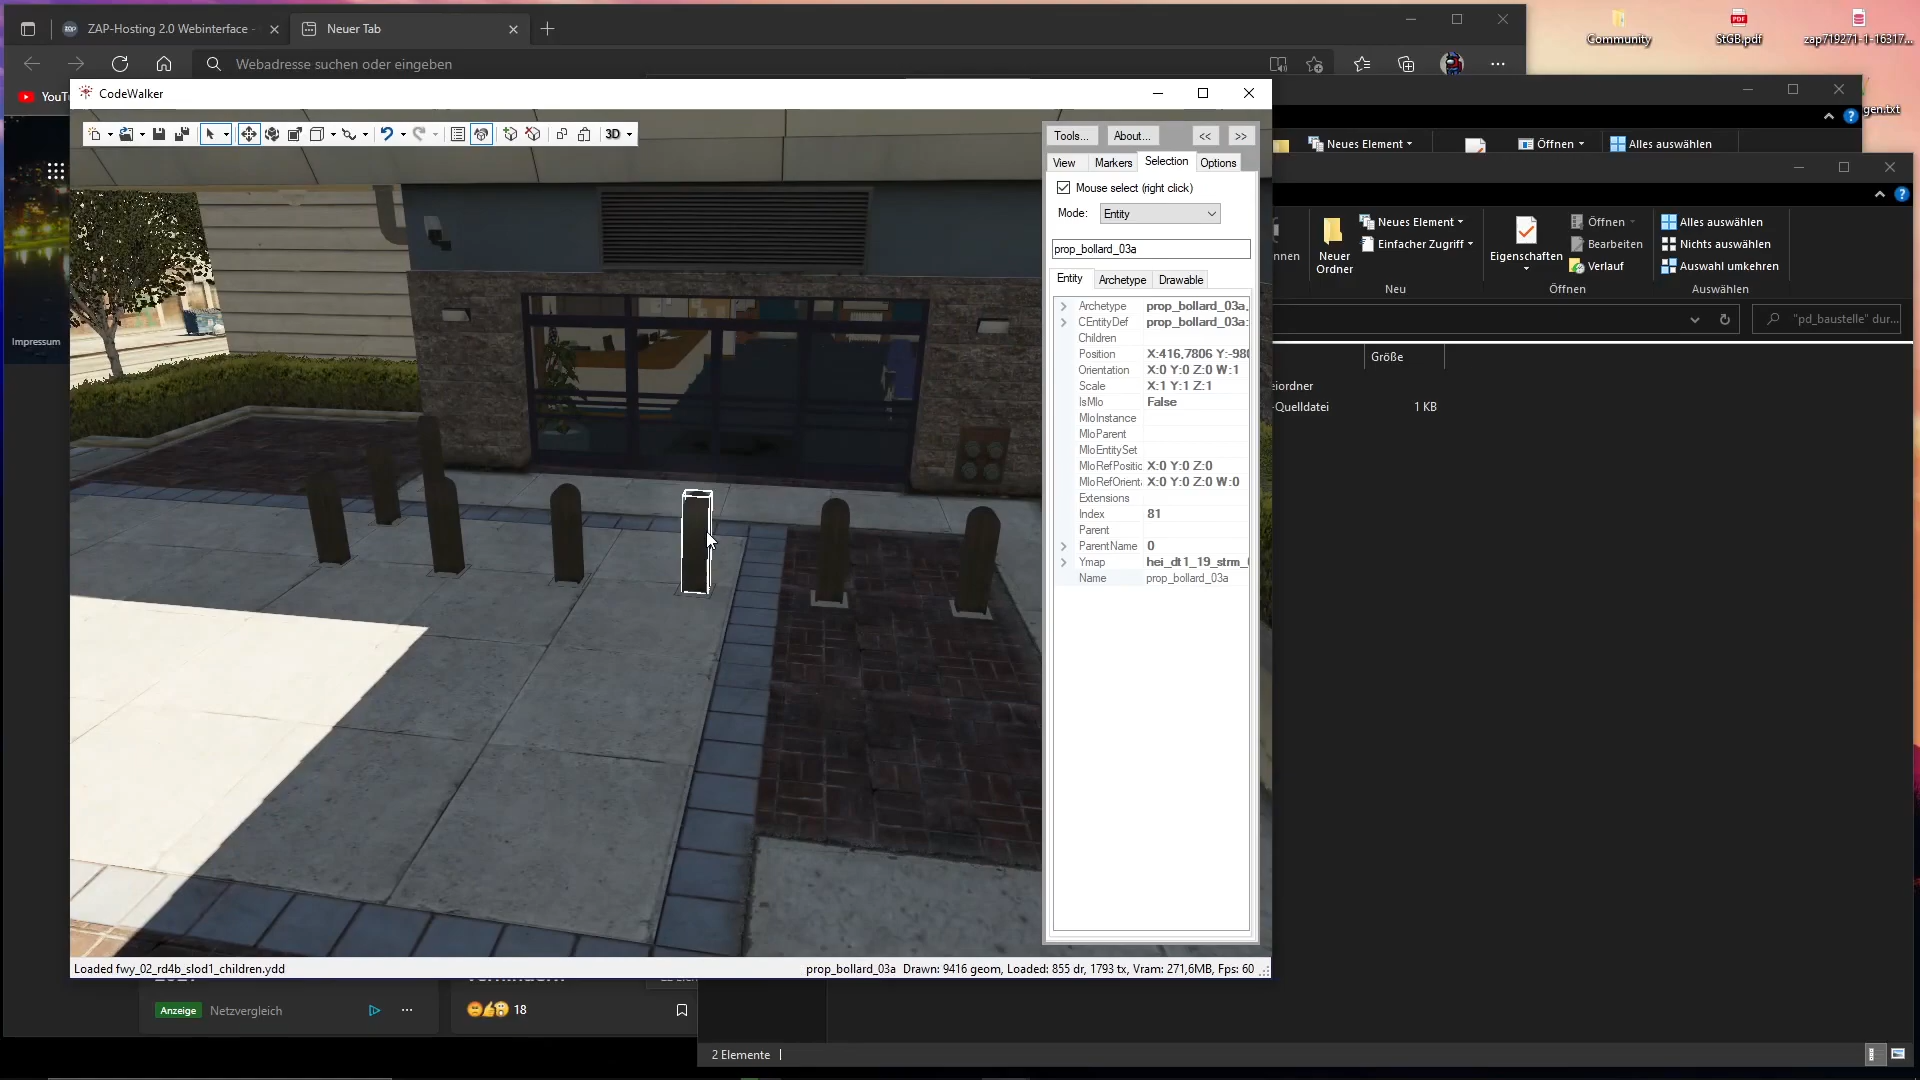 ZAP-Hosting 2.0 Webinterface -
Neuer Tab
Webadresse suchen oder eingeben
Community
StGB.pdf
zap719271-1-16317...
gen.txt
CodeWalker
3D
Tools...
About...
<<
>>
View
Markers
Selection
Options
Mouse select (right click)
Mode:
Entity
prop_bollard_03a
Entity
Archetype
Drawable
Archetype prop_bollard_03a,
CEntityDef prop_bollard_03a:
Children
Position X:416,7806 Y:-980
Orientation X:0 Y:0 Z:0 W:1
Scale X:1 Y:1 Z:1
IsMlo False
MloInstance
MloParent
MloEntitySet
MloRefPositic X:0 Y:0 Z:0
MloRefOrient X:0 Y:0 Z:0 W:0
Extensions
Index 81
Parent
ParentName 0
Ymap hei_dt1_19_strm_
Name prop_bollard_03a
Loaded fwy_02_rd4b_slod1_children.ydd
prop_bollard_03a Drawn: 9416 geom, Loaded: 855 dr, 1793 tx, Vram: 271,6MB, Fps: 60
Impressum
Anzeige
Netzvergleich
18
Neues Element
Öffnen
Alles auswählen
Neuer
Ordner
Neues Element
Einfacher Zugriff
Neu
Eigenschaften
Öffnen
Bearbeiten
Verlauf
Öffnen
Alles auswählen
Nichts auswählen
Auswahl umkehren
Auswählen
"pd_baustelle" dur...
Größe
eiordner
-Quelldatei
1 KB
2 Elemente